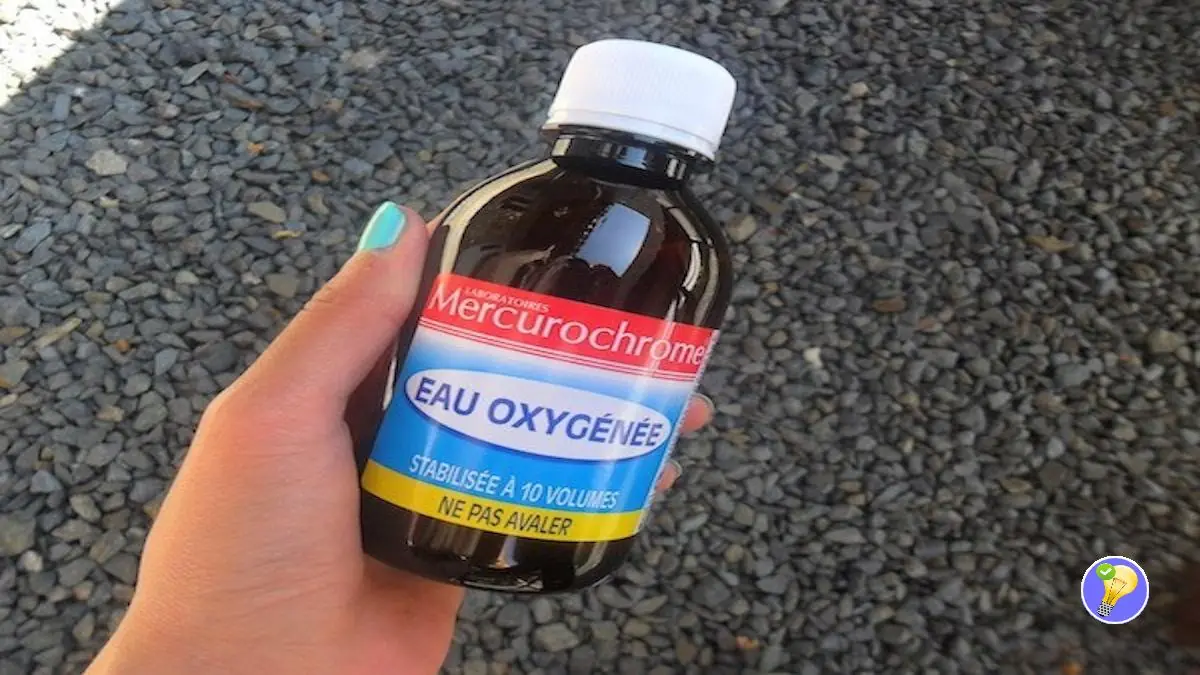 LABORATOIRES
Mercurochrome
EAU OXYGÉNÉE
STABILISÉE À 10 VOLUMES
NE PAS AVALER